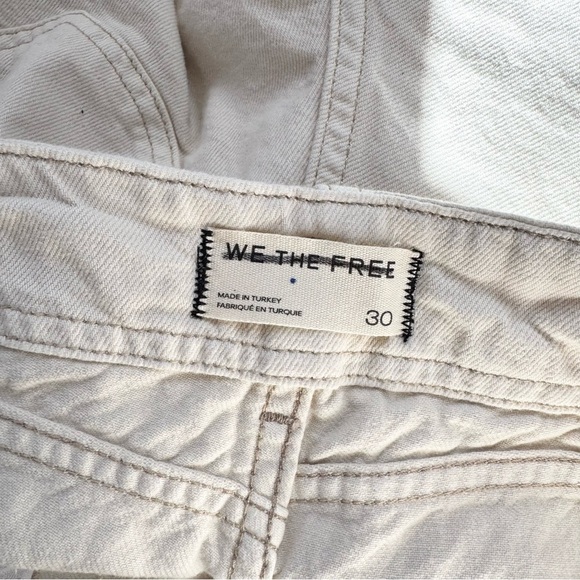 WE THE FREE
MADE IN TURKEY
FABRIQUÉ EN TURQUIE
30